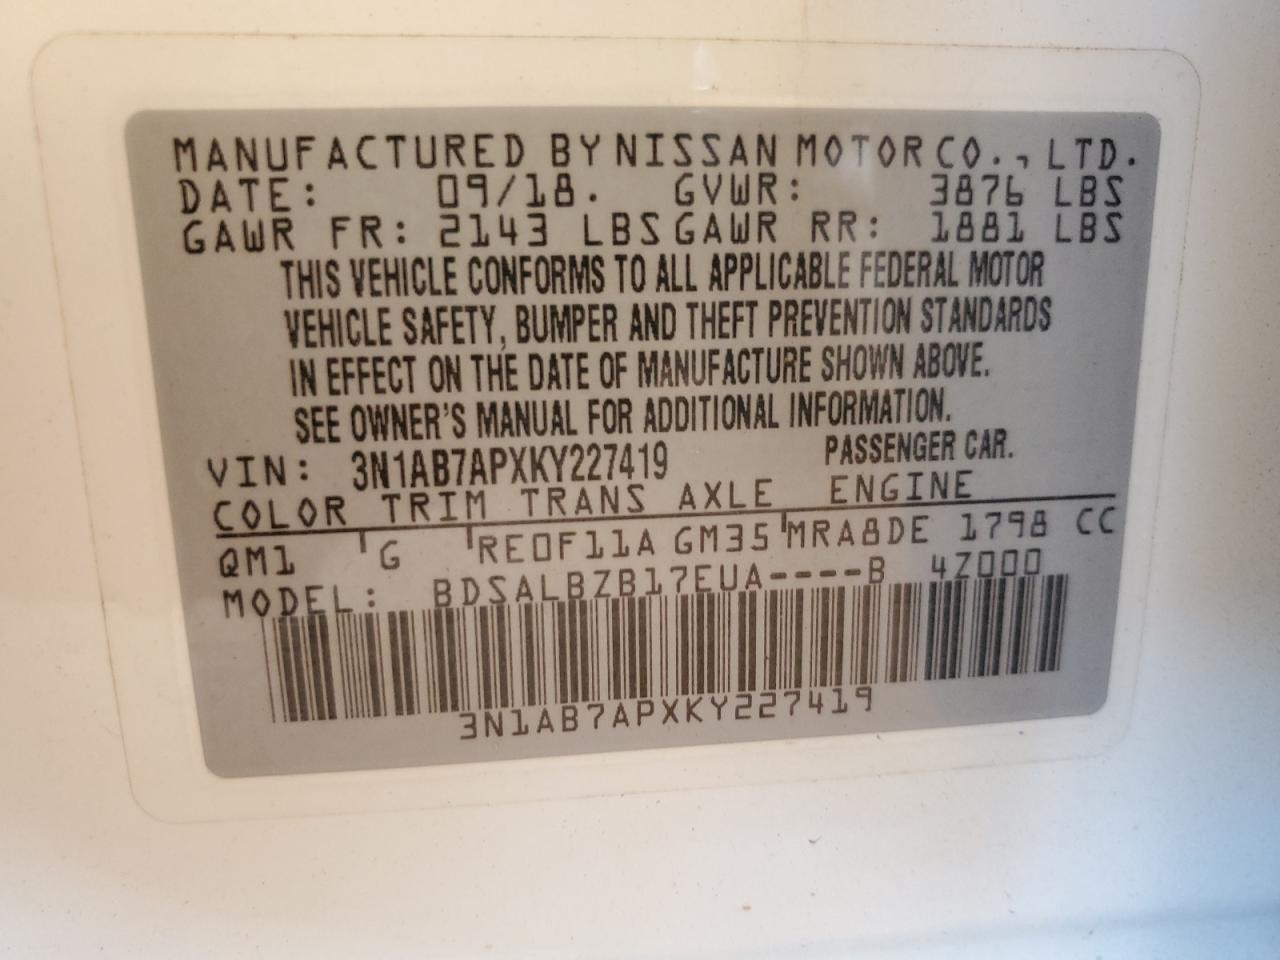 MANUFACTURED BY NISSAN MOTOR CO., LTD.
DATE: 09/18. GVWR: 3876 LBS
GAWR FR: 2143 LBS GAWR RR: 1881 LBS
THIS VEHICLE CONFORMS TO ALL APPLICABLE FEDERAL MOTOR
VEHICLE SAFETY, BUMPER AND THEFT PREVENTION STANDARDS
IN EFFECT ON THE DATE OF MANUFACTURE SHOWN ABOVE.
SEE OWNER'S MANUAL FOR ADDITIONAL INFORMATION.
VIN: 3N1AB7APXKY227419 PASSENGER CAR.
COLOR TRIM TRANS AXLE ENGINE
QM1 G RE0F11A GM35 MRA8DE 1798 CC
MODEL: BDSALBZB17EUA----B 4Z000
3N1AB7APXKY227419